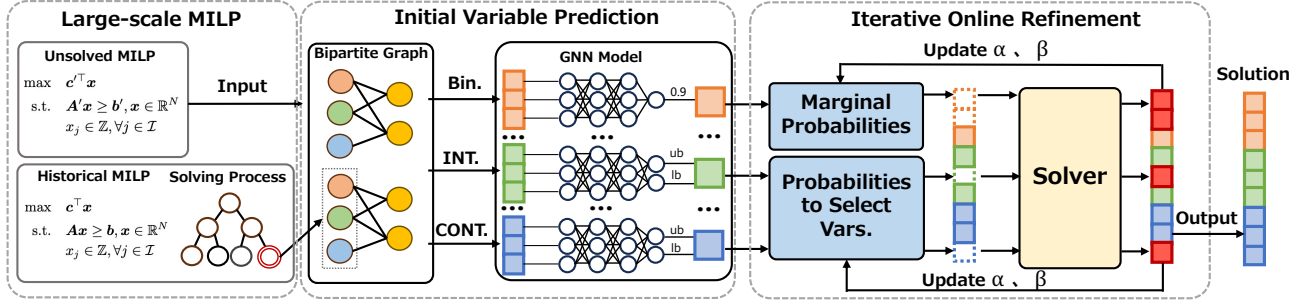 Large-scale MILP
Unsolved MILP
max c′⊤x
s.t. A′x ≥ b′, x ∈ ℝᴺ
xⱼ ∈ ℤ, ∀j ∈ ℐ
Historical MILP
Solving Process
max c⊤x
s.t. Ax ≥ b, x ∈ ℝᴺ
xⱼ ∈ ℤ, ∀j ∈ ℐ
Input
Initial Variable Prediction
Bipartite Graph
Bin.
INT.
CONT.
GNN Model
0.9
...
...
...
ub
lb
...
...
...
ub
lb
Iterative Online Refinement
Update α 、 β
Marginal
Probabilities
Probabilities
to Select
Vars.
Solver
Update α 、 β
Output
Solution